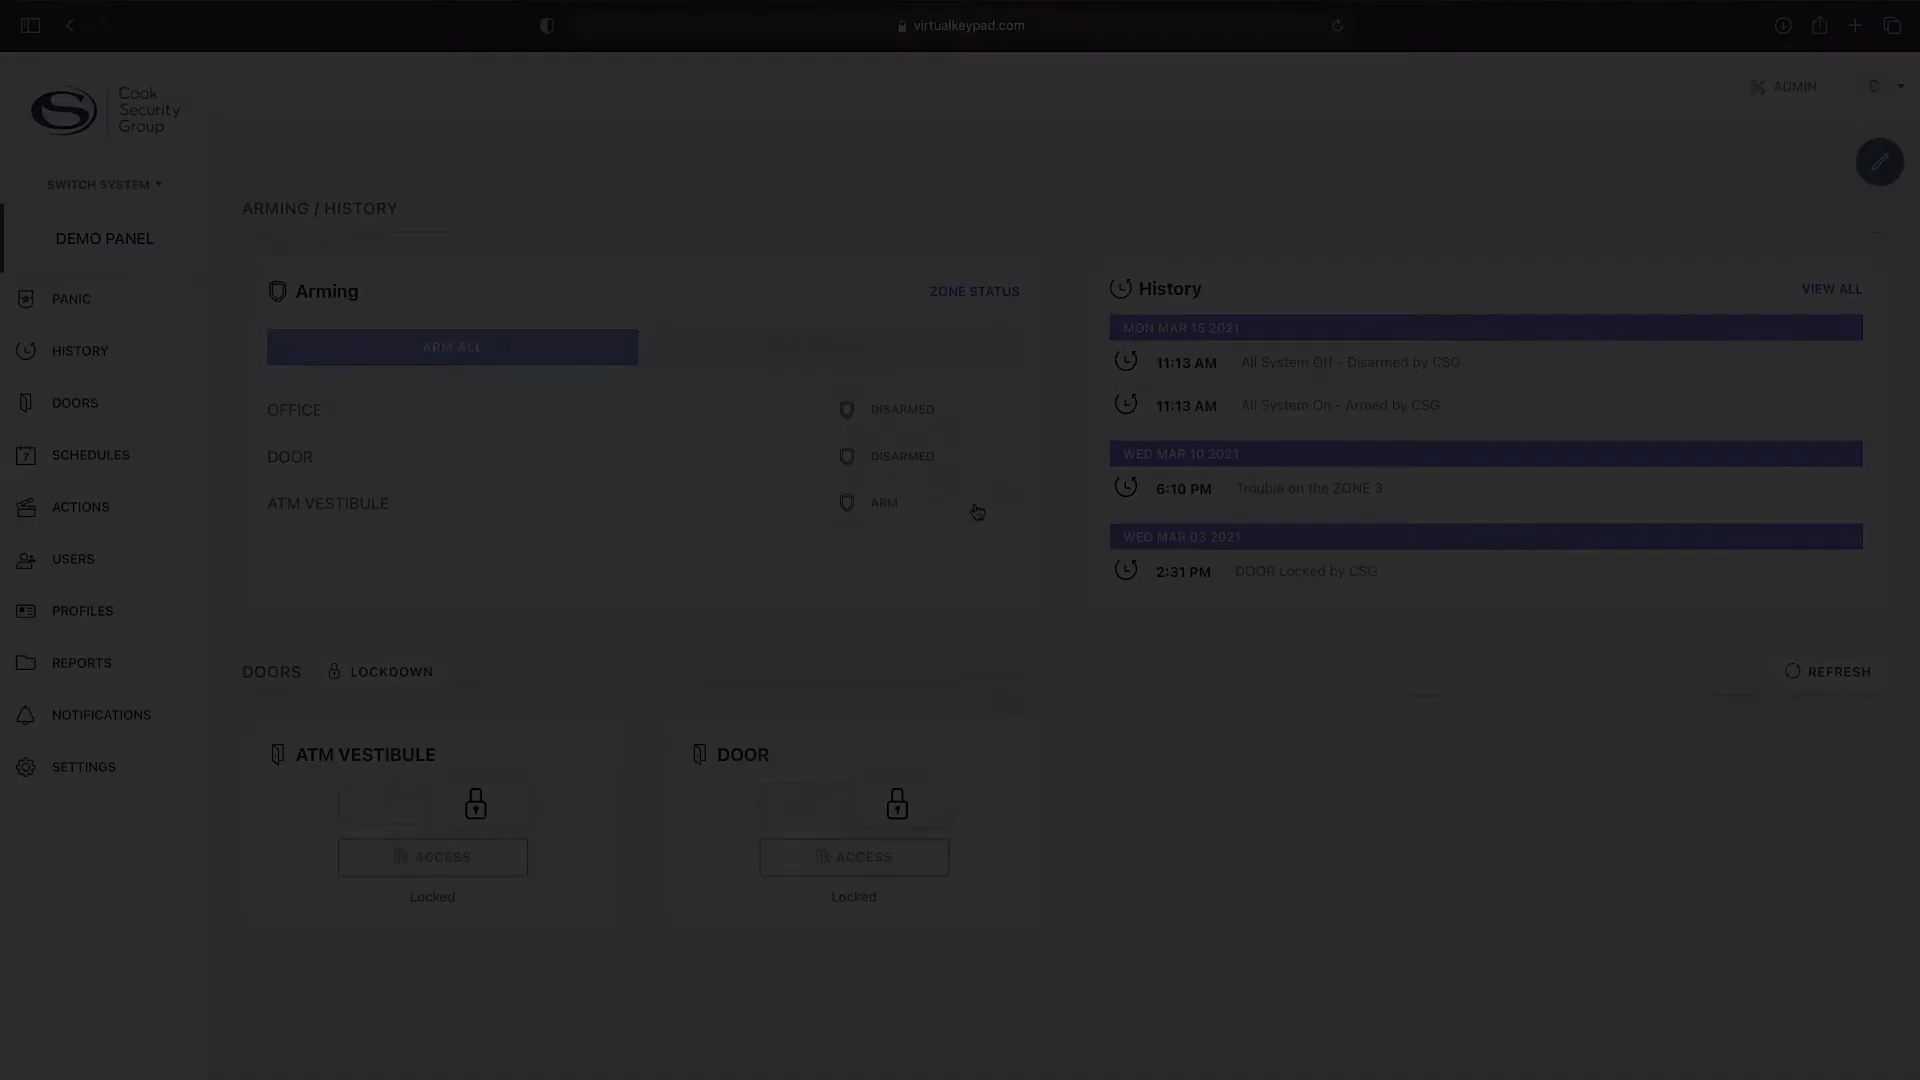 virtualkeypad.com
Cook
Security
Group
ADMIN
C
SWITCH SYSTEM
DEMO PANEL
PANIC
HISTORY
DOORS
SCHEDULES
ACTIONS
USERS
PROFILES
REPORTS
NOTIFICATIONS
SETTINGS
ARMING / HISTORY
Arming
ZONE STATUS
ARM ALL
OFFICE
DISARMED
DOOR
DISARMED
ATM VESTIBULE
ARM
History
VIEW ALL
MON MAR 15 2021
11:13 AM All System Off - Disarmed by CSG
11:13 AM All System On - Armed by CSG
WED MAR 10 2021
6:10 PM Trouble on the ZONE 3
WED MAR 03 2021
2:31 PM DOOR Locked by CSG
DOORS
LOCKDOWN
REFRESH
ATM VESTIBULE
ACCESS
Locked
DOOR
ACCESS
Locked